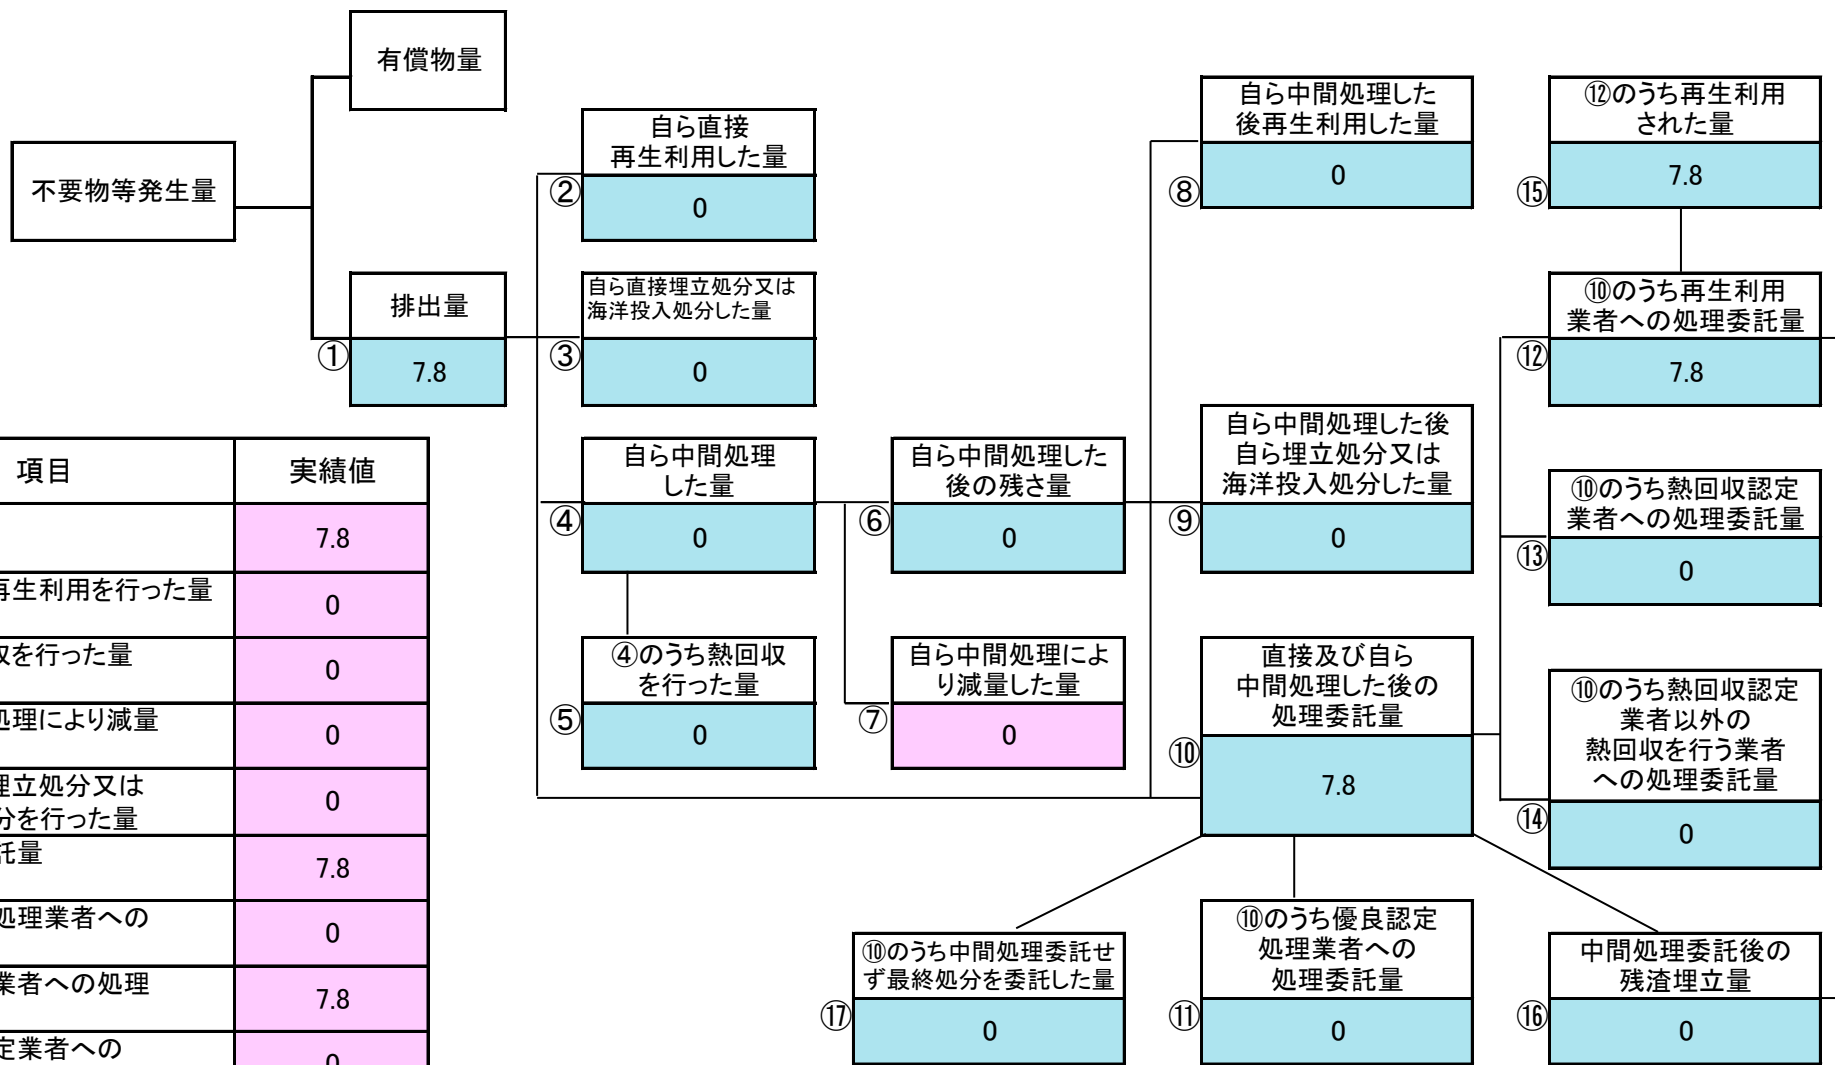 有償物量
不要物等発生量
排出量
①
7.8
自ら直接
再生利用した量
②
0
自ら直接埋立処分又は
海洋投入処分した量
③
0
自ら中間処理
した量
④
0
④のうち熱回収
を行った量
⑤
0
自ら中間処理した
後の残さ量
⑥
0
自ら中間処理によ
り減量した量
⑦
0
自ら中間処理した
後再生利用した量
⑧
0
自ら中間処理した後
自ら埋立処分又は
海洋投入処分した量
⑨
0
直接及び自ら
中間処理した後の
処理委託量
⑩
7.8
⑫のうち再生利用
された量
⑮
7.8
⑩のうち再生利用
業者への処理委託量
⑫
7.8
⑩のうち熱回収認定
業者への処理委託量
⑬
0
⑩のうち熱回収認定
業者以外の
熱回収を行う業者
への処理委託量
⑭
0
⑩のうち中間処理委託せ
ず最終処分を委託した量
⑰
0
⑩のうち優良認定
処理業者への
処理委託量
⑪
0
中間処理委託後の
残渣埋立量
⑯
0
項目 実績値
7.8
再生利用を行った量 0
を行った量 0
処理により減量 0
埋立処分又は
分を行った量 0
託量 7.8
処理業者への 0
業者への処理 7.8
定業者への 0